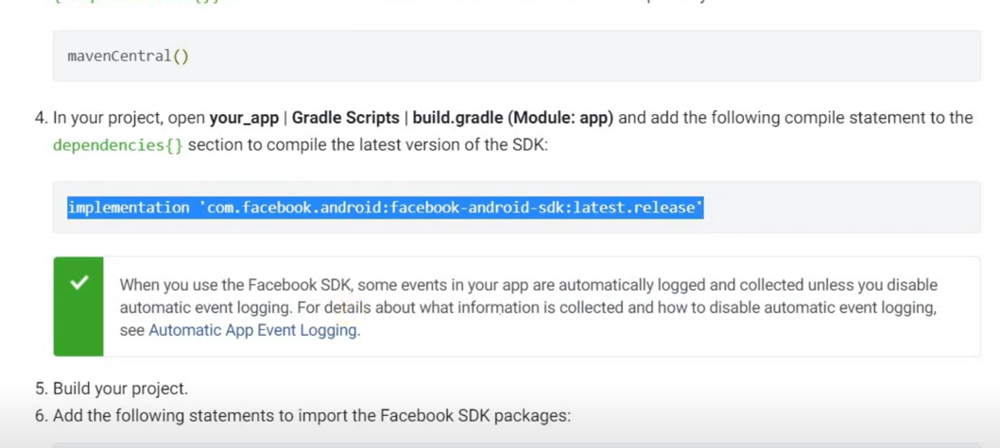 mavenCentral()
4. In your project, open your_app | Gradle Scripts | build.gradle (Module: app) and add the following compile statement to the
dependencies{} section to compile the latest version of the SDK:
implementation 'com.facebook.android:facebook-android-sdk:latest.release'
When you use the Facebook SDK, some events in your app are automatically logged and collected unless you disable
automatic event logging. For details about what information is collected and how to disable automatic event logging,
see Automatic App Event Logging.
5. Build your project.
6. Add the following statements to import the Facebook SDK packages: